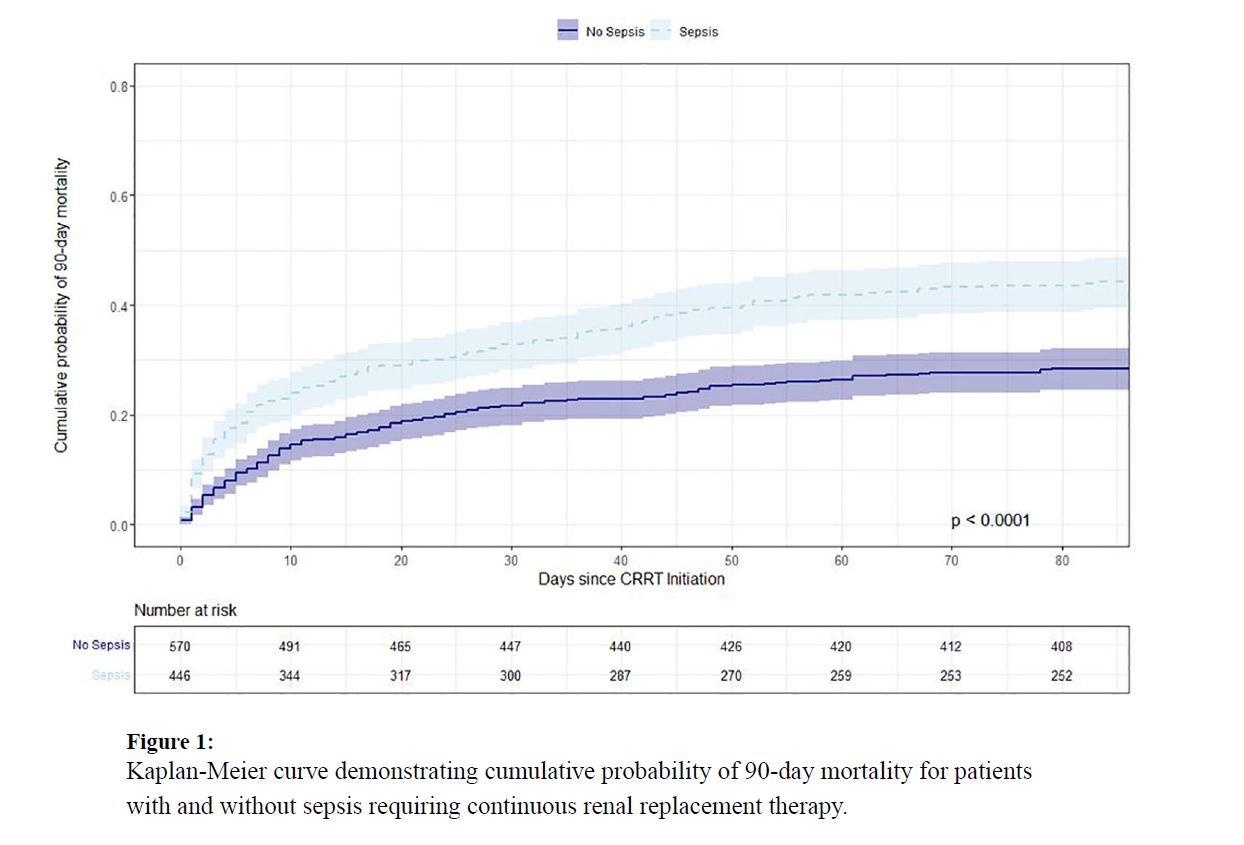 No Sepsis Sepsis
Cumulative probability of 90-day mortality
0.8
0.6
0.4
0.2
0.0
p < 0.0001
0 10 20 30 40 50 60 70 80
Days since CRRT Initiation
Number at risk
No Sepsis 570 491 465 447 440 426 420 412 408
Sepsis 446 344 317 300 287 270 259 253 252
Figure 1:
Kaplan-Meier curve demonstrating cumulative probability of 90-day mortality for patients
with and without sepsis requiring continuous renal replacement therapy.